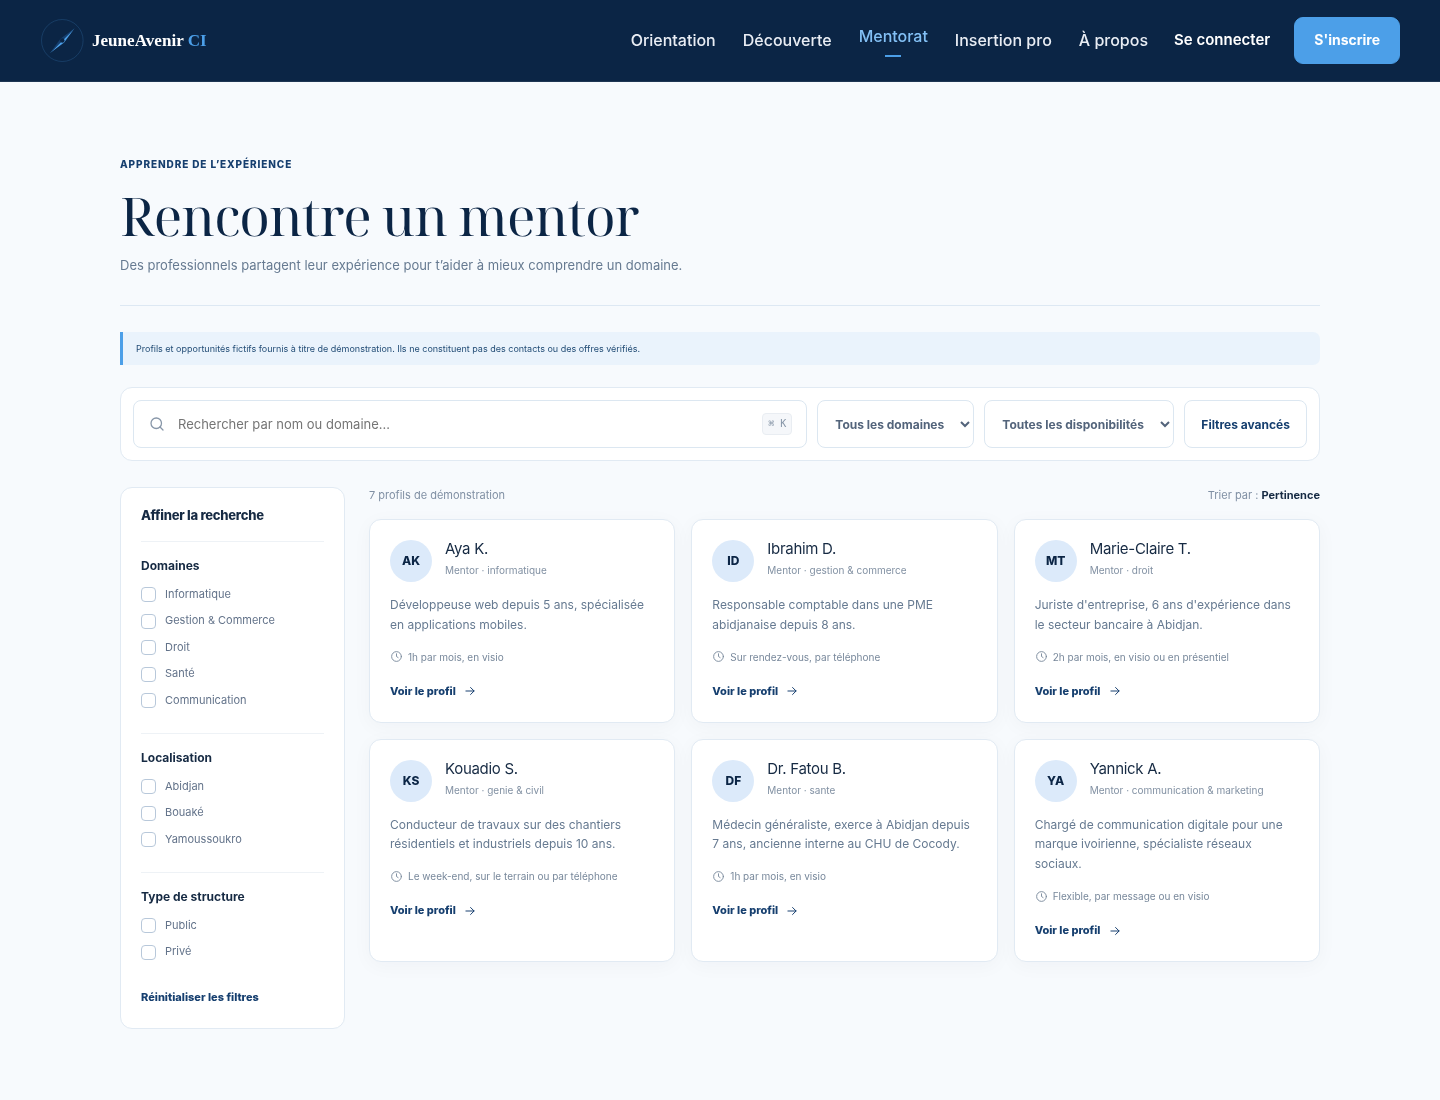 JeuneAvenir CI
Orientation
Découverte
Mentorat
Insertion pro
À propos
Se connecter
S'inscrire
APPRENDRE DE L’EXPÉRIENCE
Rencontre un mentor
Des professionnels partagent leur expérience pour t’aider à mieux comprendre un domaine.
Profils et opportunités fictifs fournis à titre de démonstration. Ils ne constituent pas des contacts ou des offres vérifiés.
Rechercher par nom ou domaine...
⌘ K
Tous les domaines
Toutes les disponibilités
Filtres avancés
Affiner la recherche
Domaines
Informatique
Gestion & Commerce
Droit
Santé
Communication
Localisation
Abidjan
Bouaké
Yamoussoukro
Type de structure
Public
Privé
Réinitialiser les filtres
7 profils de démonstration
Trier par : Pertinence
AK
Aya K.
Mentor · informatique
Développeuse web depuis 5 ans, spécialisée
en applications mobiles.
1h par mois, en visio
Voir le profil →
ID
Ibrahim D.
Mentor · gestion & commerce
Responsable comptable dans une PME
abidjanaise depuis 8 ans.
Sur rendez-vous, par téléphone
Voir le profil →
MT
Marie-Claire T.
Mentor · droit
Juriste d'entreprise, 6 ans d'expérience dans
le secteur bancaire à Abidjan.
2h par mois, en visio ou en présentiel
Voir le profil →
KS
Kouadio S.
Mentor · genie & civil
Conducteur de travaux sur des chantiers
résidentiels et industriels depuis 10 ans.
Le week-end, sur le terrain ou par téléphone
Voir le profil →
DF
Dr. Fatou B.
Mentor · sante
Médecin généraliste, exerce à Abidjan depuis
7 ans, ancienne interne au CHU de Cocody.
1h par mois, en visio
Voir le profil →
YA
Yannick A.
Mentor · communication & marketing
Chargé de communication digitale pour une
marque ivoirienne, spécialiste réseaux
sociaux.
Flexible, par message ou en visio
Voir le profil →